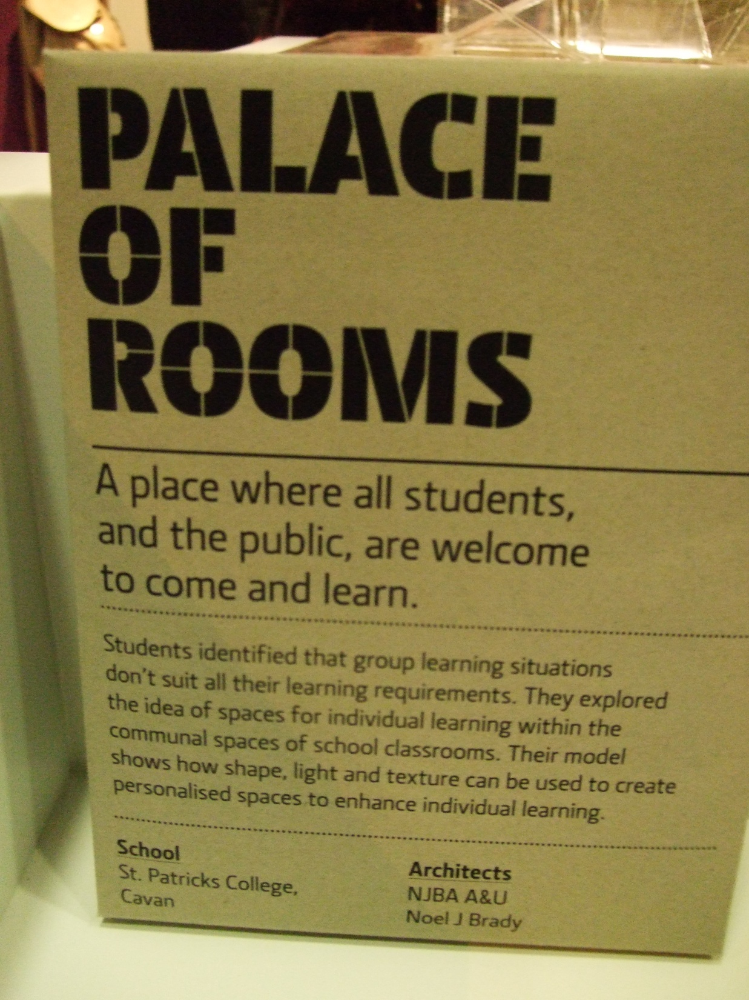 PALACE
OF
ROOMS
A place where all students,
and the public, are welcome
to come and learn.
Students identified that group learning situations
don't suit all their learning requirements. They explored
the idea of spaces for individual learning within the
communal spaces of school classrooms. Their model
shows how shape, light and texture can be used to create
personalised spaces to enhance individual learning.
School
St. Patricks College,
Cavan
Architects
NJBA A&U
Noel J Brady